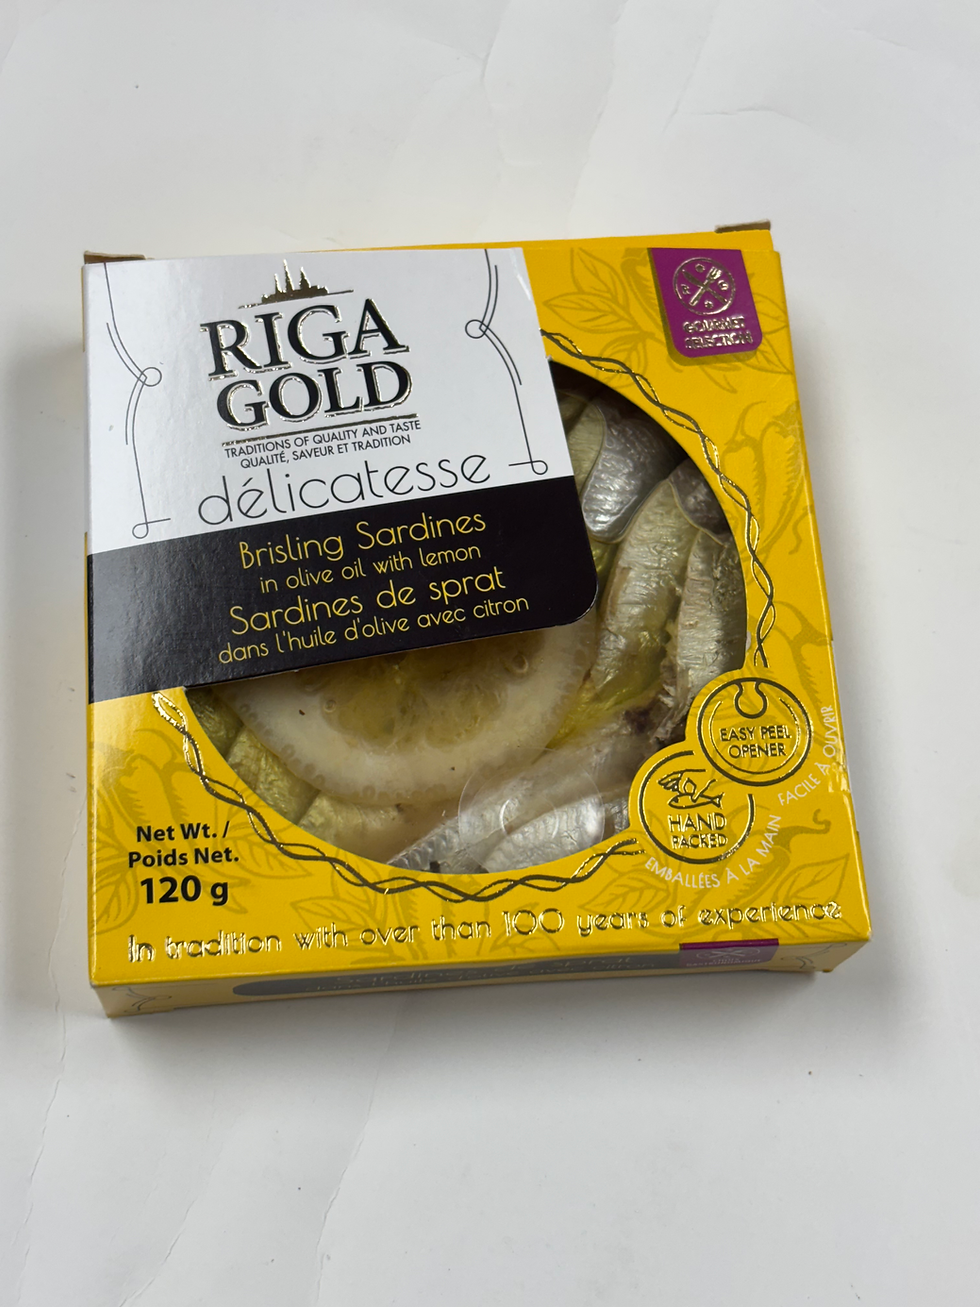 RIGA
GOLD
TRADITIONS OF QUALITY AND TASTE
QUALITÉ, SAVEUR ET TRADITION
délicatesse
Brisling Sardines
in olive oil with lemon
Sardines de sprat
dans l'huile d'olive avec citron
GOURMET
SELECTION
EASY PEEL
OPENER
FACILE À OUVRIR
HAND
PACKED
EMBALLÉES À LA MAIN
Net Wt. /
Poids Net.
120 g
In tradition with over than 100 years of experience